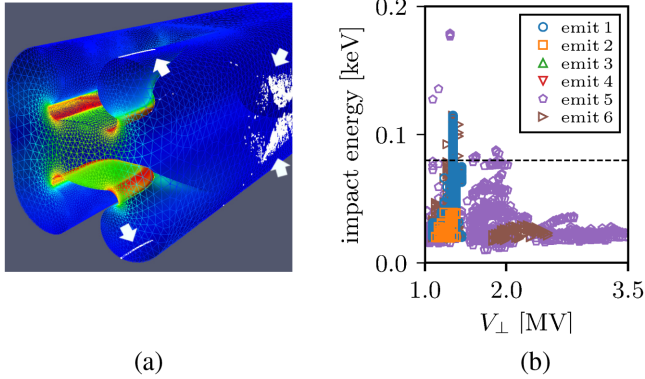 0.2
0.1
0.0
impact energy [keV]
emit 1
emit 2
emit 3
emit 4
emit 5
emit 6
1.0
2.0
3.5
V⊥ [MV]
(a)
(b)